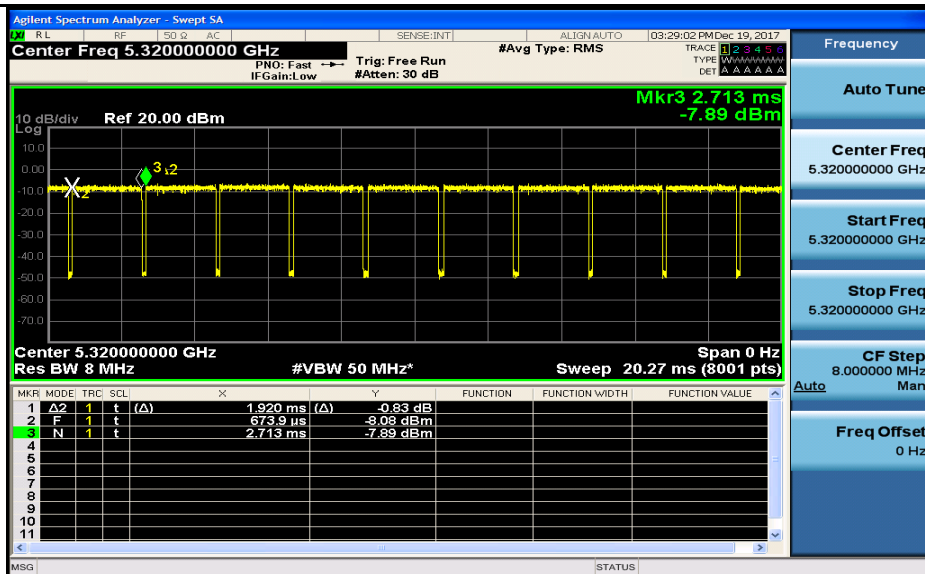 Agilent Spectrum Analyzer - Swept SA
LXI RL RF 50 Ω AC SENSE:INT ALIGN AUTO 03:29:02 PM Dec 19, 2017
Center Freq 5.320000000 GHz #Avg Type: RMS TRACE 1 2 3 4 5 6
PNO: Fast Trig: Free Run TYPE WWWWWW
IFGain:Low #Atten: 30 dB DET A A A A A A
Mkr3 2.713 ms
10 dB/div Ref 20.00 dBm -7.89 dBm
Log
10.0
0.00
-10.0
-20.0
-30.0
-40.0
-50.0
-60.0
-70.0
3 Δ2
X2
Center 5.320000000 GHz Span 0 Hz
Res BW 8 MHz #VBW 50 MHz* Sweep 20.27 ms (8001 pts)
MKR MODE TRC SCL X Y FUNCTION FUNCTION WIDTH FUNCTION VALUE
1 Δ2 1 t (Δ) 1.920 ms (Δ) -0.83 dB
2 F 1 t 673.9 µs -8.08 dBm
3 N 1 t 2.713 ms -7.89 dBm
4
5
6
7
8
9
10
11
MSG STATUS
Frequency
Auto Tune
Center Freq
5.320000000 GHz
Start Freq
5.320000000 GHz
Stop Freq
5.320000000 GHz
CF Step
8.000000 MHz
Auto Man
Freq Offset
0 Hz